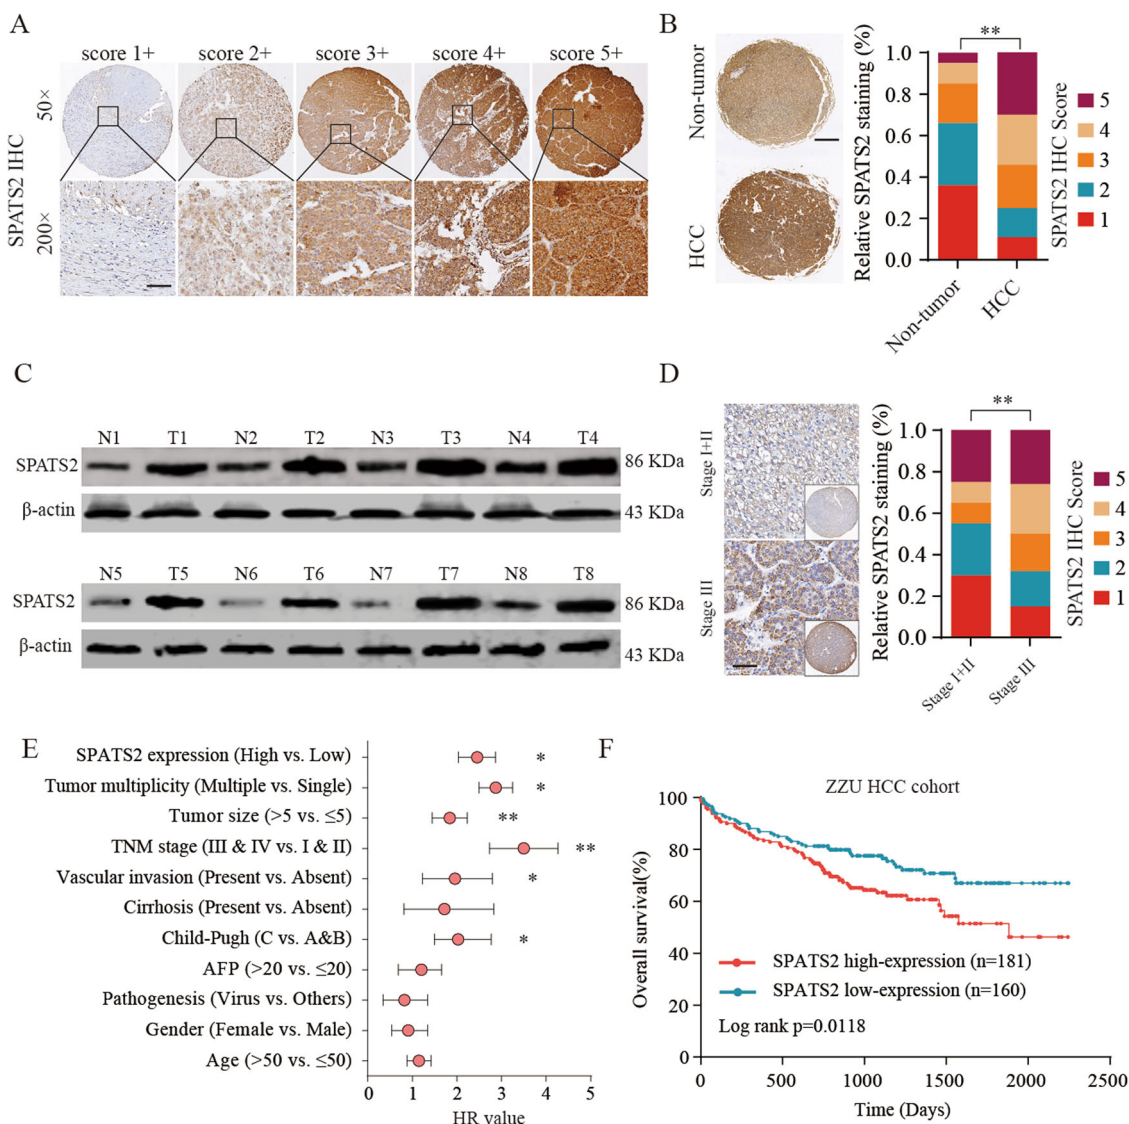 A
score 1+ score 2+ score 3+ score 4+ score 5+
SPATS2 IHC
50×
200×
B
Non-tumor
HCC
**
Relative SPATS2 staining (%)
1.0
0.8
0.6
0.4
0.2
0.0
Non-tumor
HCC
SPATS2 IHC Score
5
4
3
2
1
C
N1 T1 N2 T2 N3 T3 N4 T4
SPATS2 86 KDa
β-actin 43 KDa
N5 T5 N6 T6 N7 T7 N8 T8
SPATS2 86 KDa
β-actin 43 KDa
D
Stage I+II
Stage III
**
Relative SPATS2 staining (%)
1.0
0.8
0.6
0.4
0.2
0.0
Stage I+II
Stage III
SPATS2 IHC Score
5
4
3
2
1
E
SPATS2 expression (High vs. Low) *
Tumor multiplicity (Multiple vs. Single) *
Tumor size (>5 vs. ≤5) **
TNM stage (III & IV vs. I & II) **
Vascular invasion (Present vs. Absent) *
Cirrhosis (Present vs. Absent)
Child-Pugh (C vs. A&B) *
AFP (>20 vs. ≤20)
Pathogenesis (Virus vs. Others)
Gender (Female vs. Male)
Age (>50 vs. ≤50)
0 1 2 3 4 5
HR value
F
ZZU HCC cohort
Overall survival(%)
100
80
60
40
20
0
SPATS2 high-expression (n=181)
SPATS2 low-expression (n=160)
Log rank p=0.0118
0 500 1000 1500 2000 2500
Time (Days)